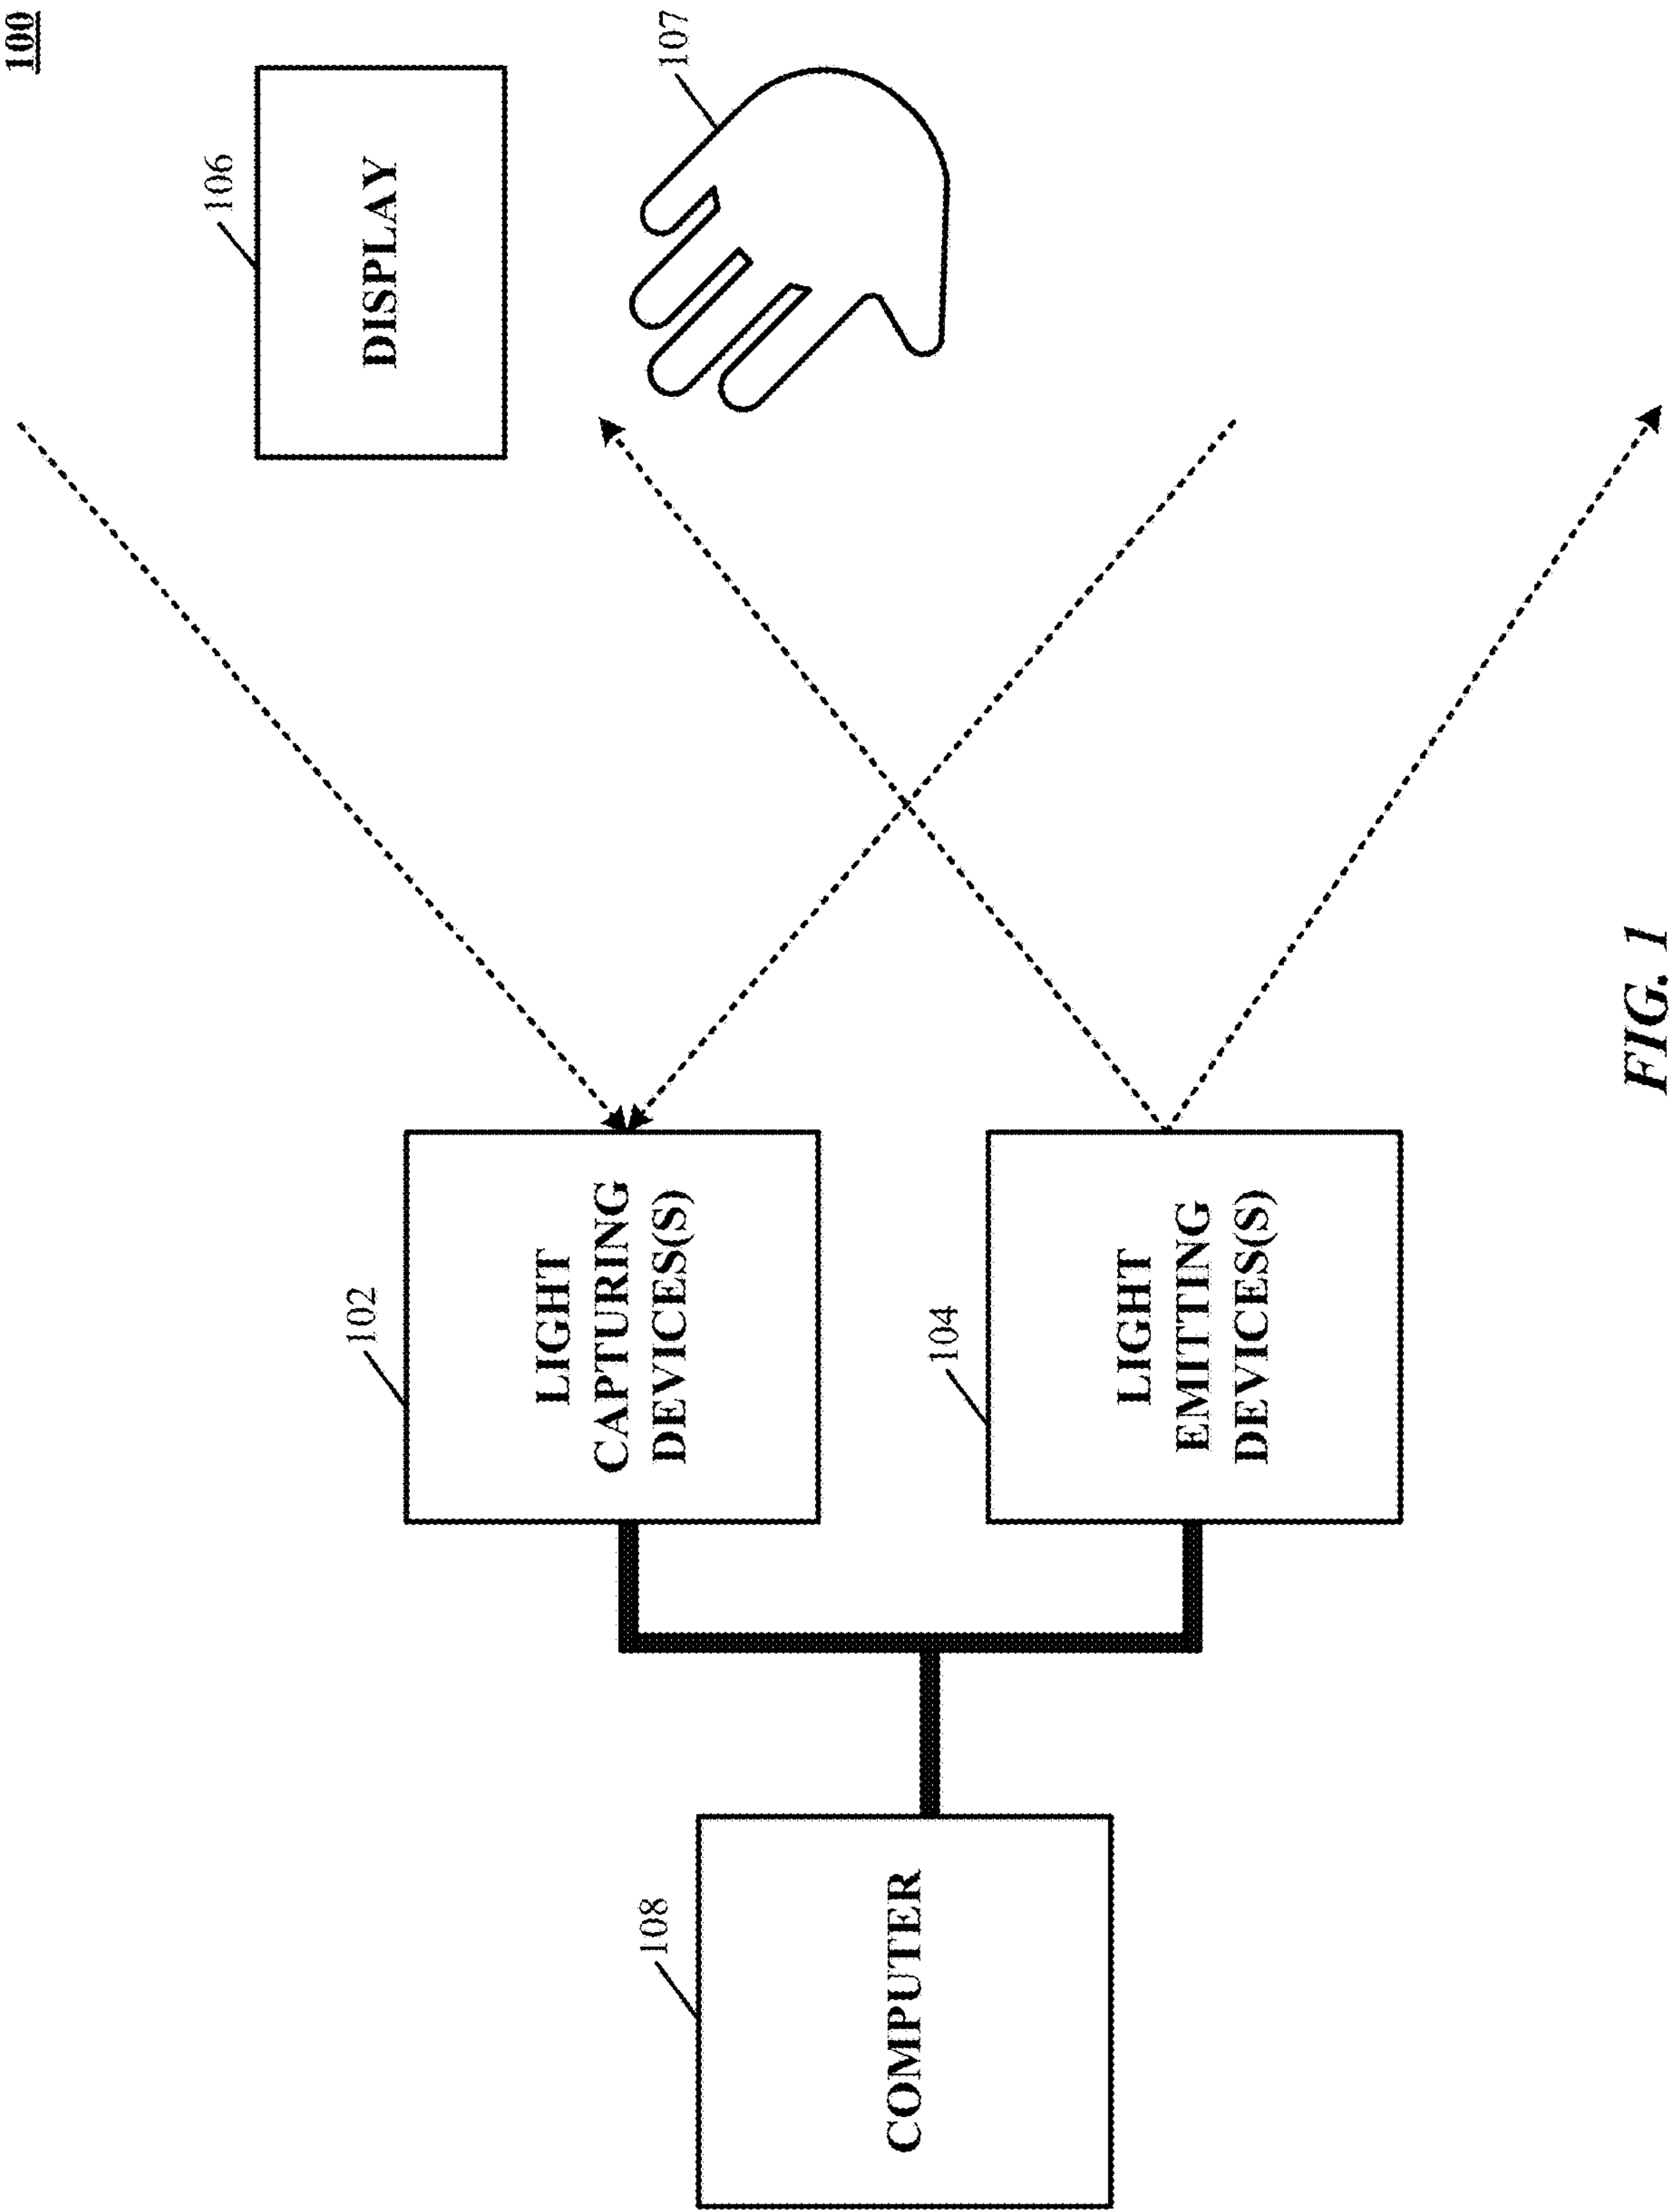 100
106
DISPLAY
107
102
LIGHT
CAPTURING
DEVICES(S)
104
LIGHT
EMITTING
DEVICES(S)
108
COMPUTER
FIG. 1